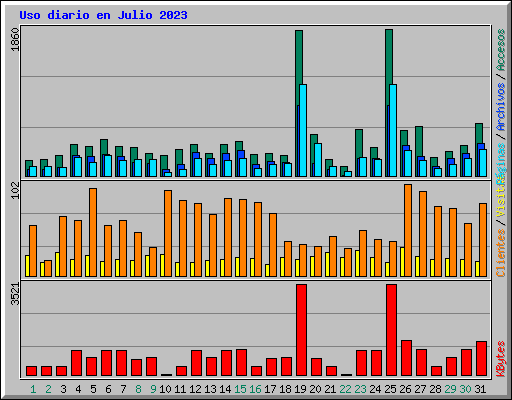 Uso diario en Julio 2023
1860
102
3521
Accesos / Archivos / Páginas
Clientes / visitas
KBytes
1 2 3 4 5 6 7 8 9 10 11 12 13 14 15 16 17 18 19 20 21 22 23 24 25 26 27 28 29 30 31